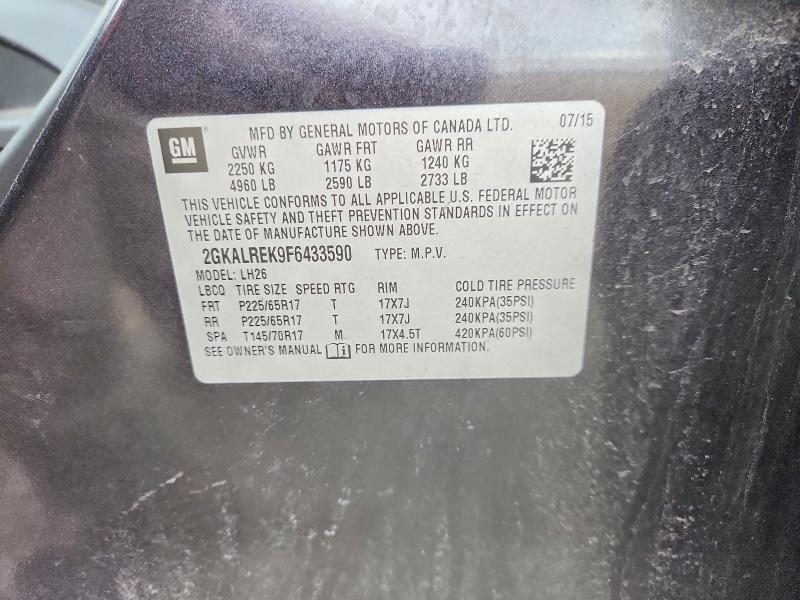 GM ® MFD BY GENERAL MOTORS OF CANADA LTD. 07/15
GVWR GAWR FRT GAWR RR
2250 KG 1175 KG 1240 KG
4960 LB 2590 LB 2733 LB
THIS VEHICLE CONFORMS TO ALL APPLICABLE U.S. FEDERAL MOTOR
VEHICLE SAFETY AND THEFT PREVENTION STANDARDS IN EFFECT ON
THE DATE OF MANUFACTURE SHOWN ABOVE.
2GKALREK9F6433590 TYPE: M.P.V.
MODEL: LH26
LBCQ TIRE SIZE SPEED RTG RIM COLD TIRE PRESSURE
FRT P225/65R17 T 17X7J 240KPA(35PSI)
RR P225/65R17 T 17X7J 240KPA(35PSI)
SPA T145/70R17 M 17X4.5T 420KPA(60PSI)
SEE OWNER'S MANUAL i FOR MORE INFORMATION.